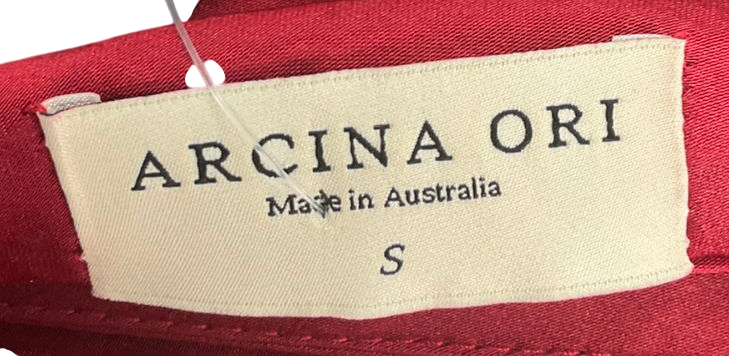 ARCINA ORI
Made in Australia
S